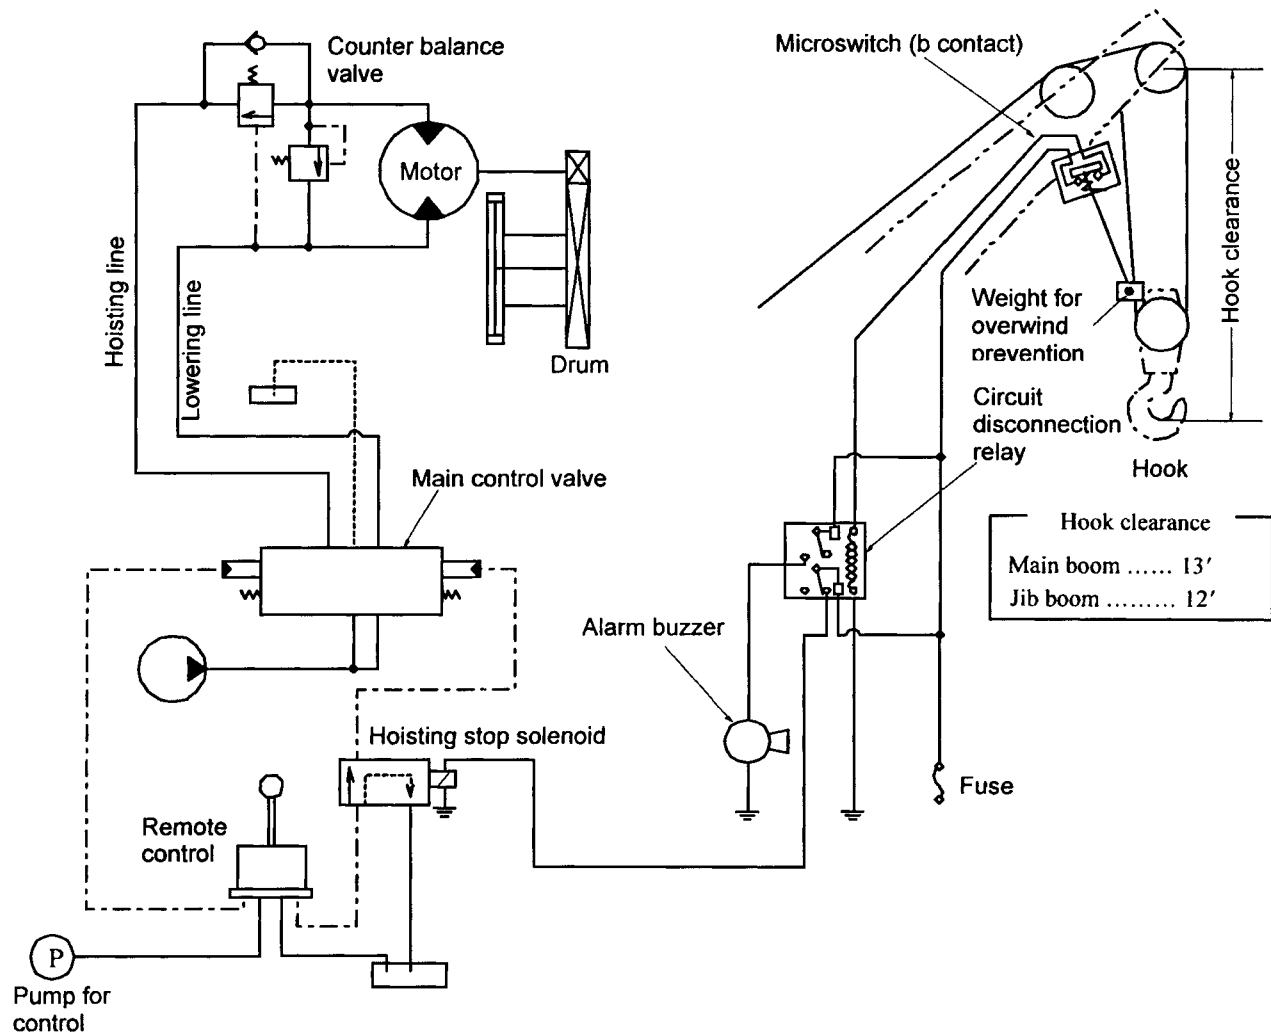 Counter balance
valve
Microswitch (b contact)
Motor
Hook clearance
Hoisting line
Lowering line
Weight for
overwind
prevention
Drum
Circuit
disconnection
relay
Hook
Main control valve
Hook clearance
Main boom ...... 13′
Jib boom ......... 12′
Alarm buzzer
Hoisting stop solenoid
Fuse
Remote
control
P
Pump for
control